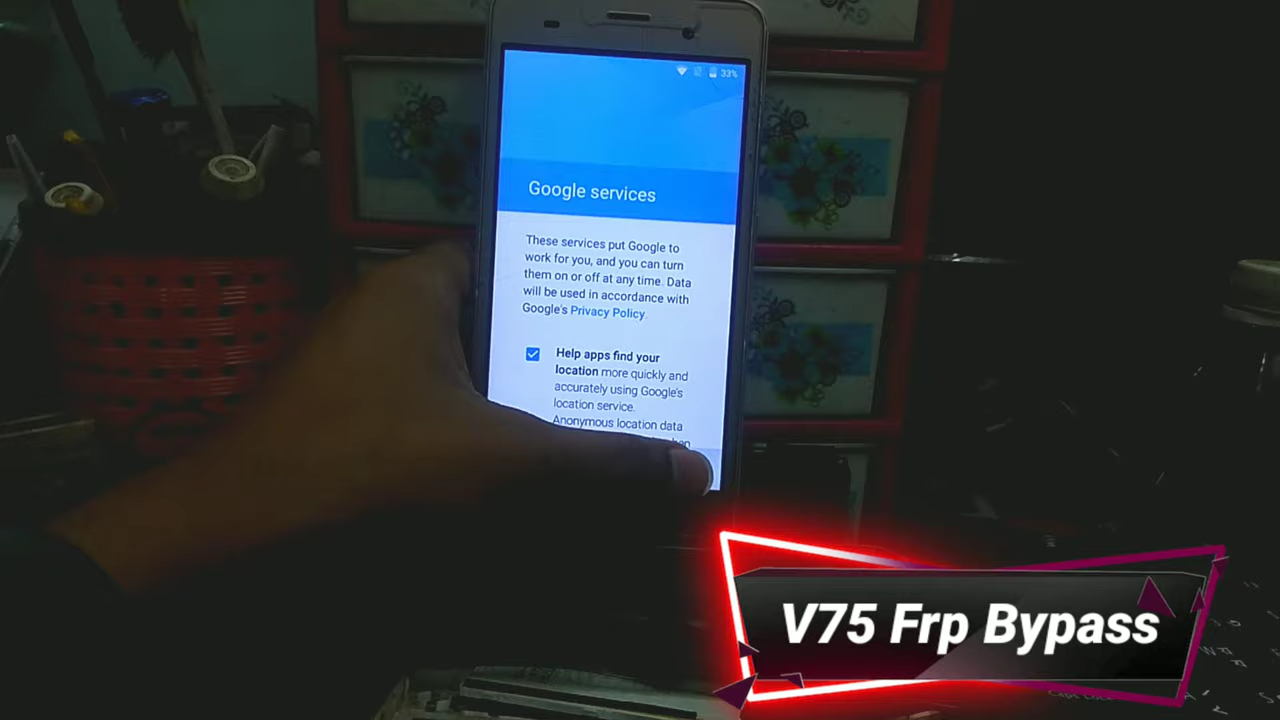 33%
Google services
These services put Google to
work for you, and you can turn
them on or off at any time. Data
will be used in accordance with
Google's Privacy Policy.
Help apps find your
location more quickly and
accurately using Google's
location service.
Anonymous location data
V75 Frp Bypass